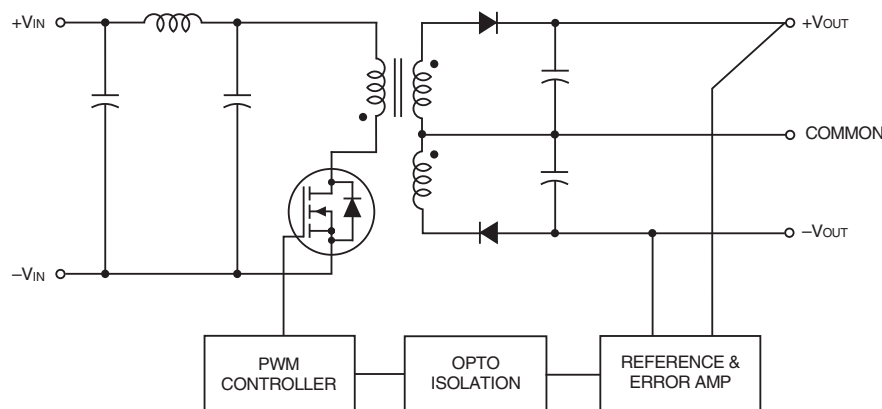 +VIN
+VOUT
COMMON
–VOUT
–VIN
PWM
CONTROLLER
OPTO
ISOLATION
REFERENCE &
ERROR AMP